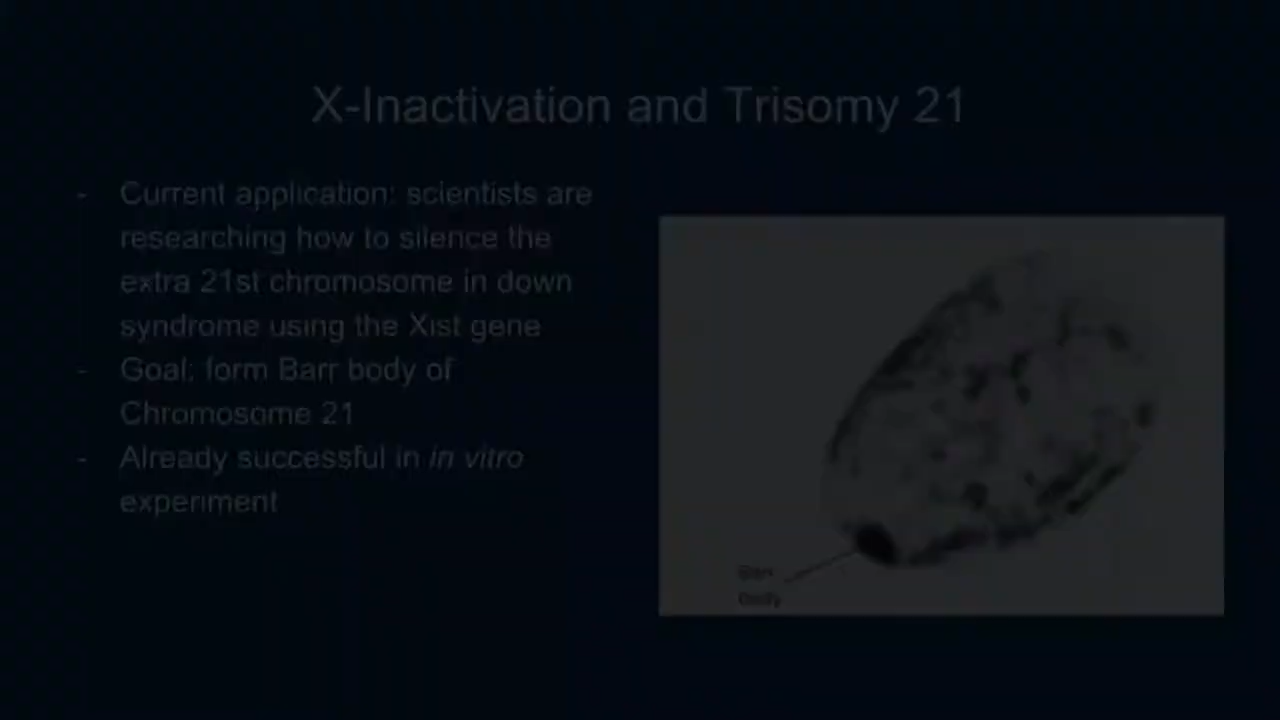 X-Inactivation and Trisomy 21
- Current application: scientists are
researching how to silence the
extra 21st chromosome in down
syndrome using the Xist gene
- Goal: form Barr body of
Chromosome 21
- Already successful in in vitro
experiment
Barr
body